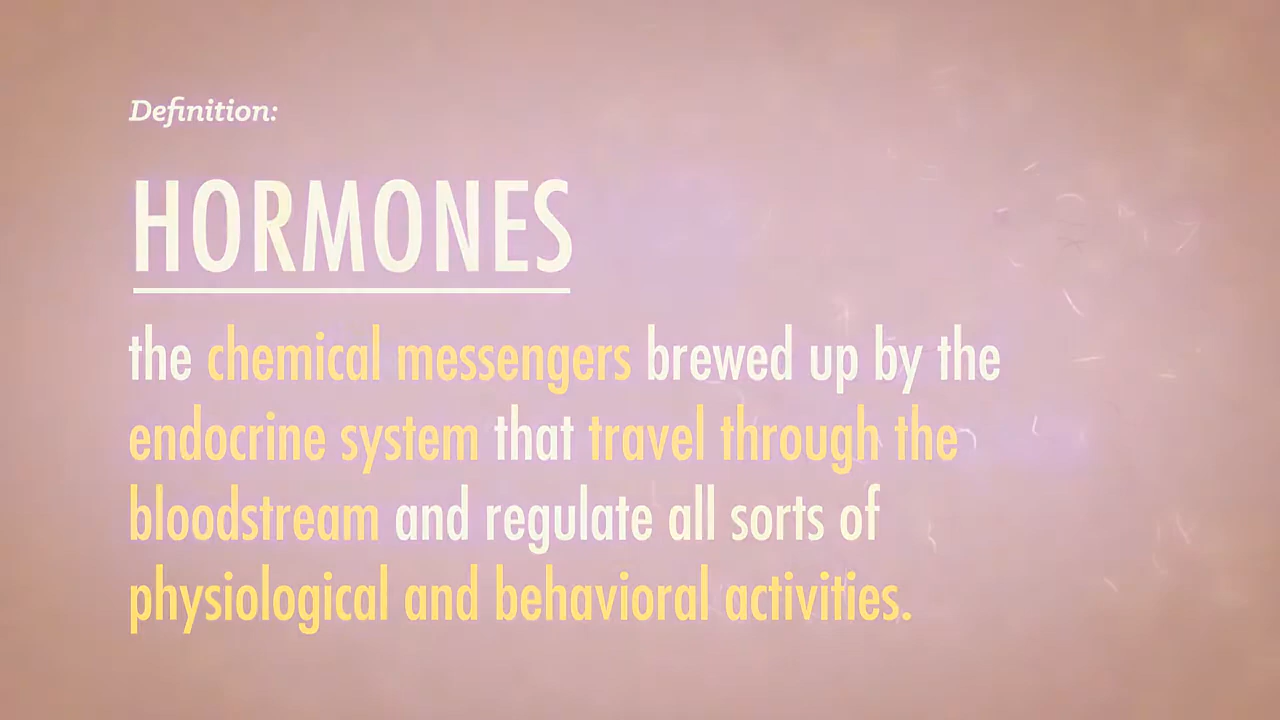 Definition:
HORMONES
the chemical messengers brewed up by the
endocrine system that travel through the
bloodstream and regulate all sorts of
physiological and behavioral activities.